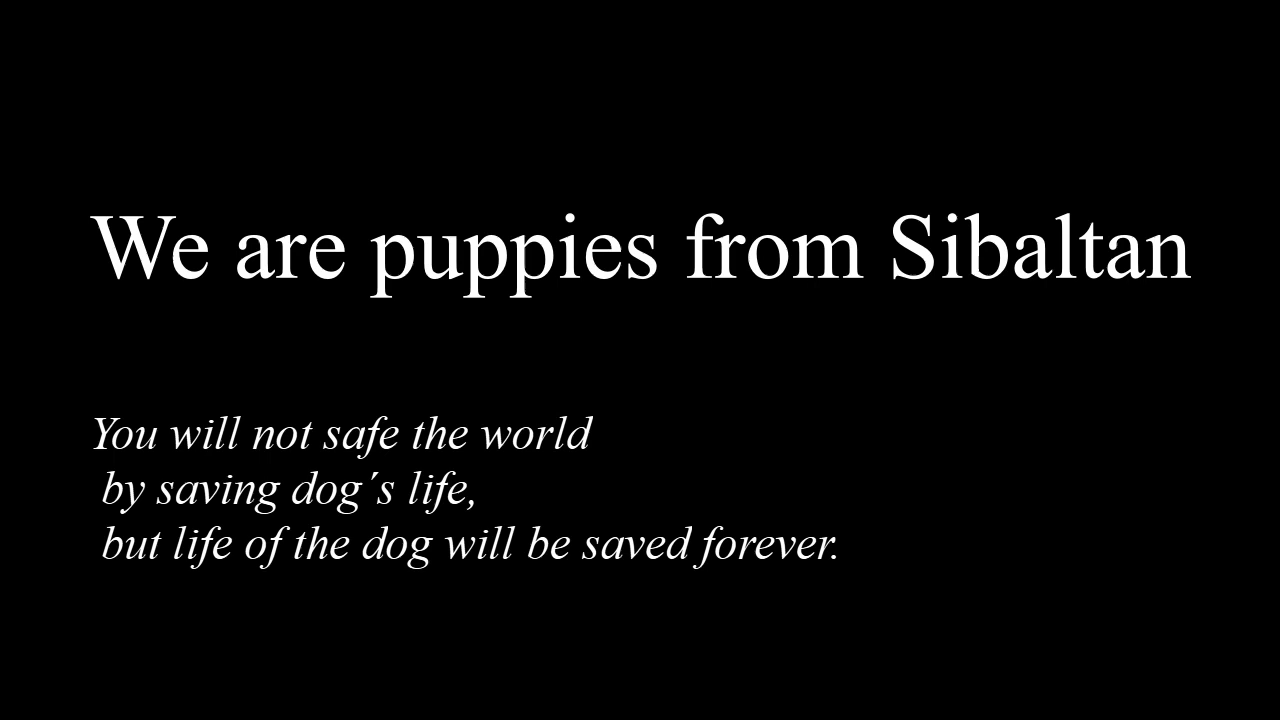 We are puppies from Sibaltan
You will not safe the world
by saving dog´s life,
but life of the dog will be saved forever.